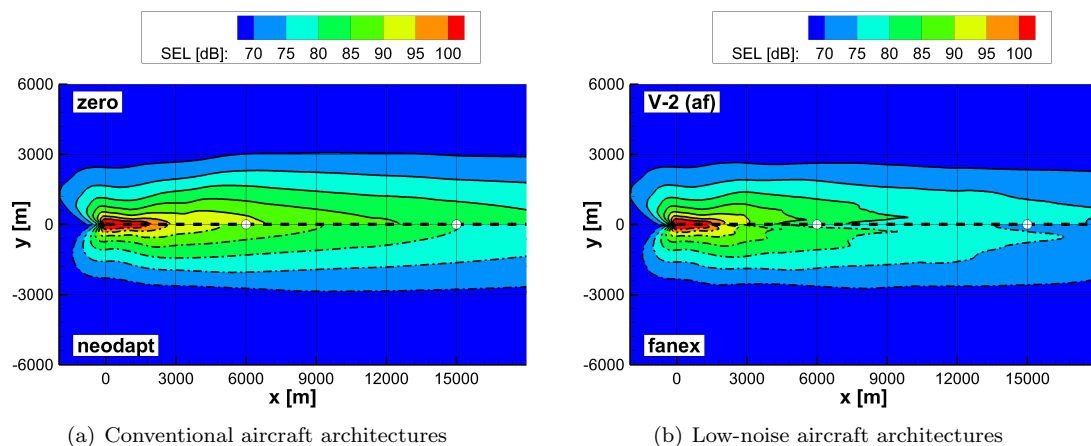 SEL [dB]: 70 75 80 85 90 95 100
6000
zero
3000
y [m]
0
-3000
neodapt
-6000
0 3000 6000 9000 12000 15000
x [m]
(a) Conventional aircraft architectures
SEL [dB]: 70 75 80 85 90 95 100
6000
V-2 (af)
3000
y [m]
0
-3000
fanex
-6000
0 3000 6000 9000 12000 15000
x [m]
(b) Low-noise aircraft architectures